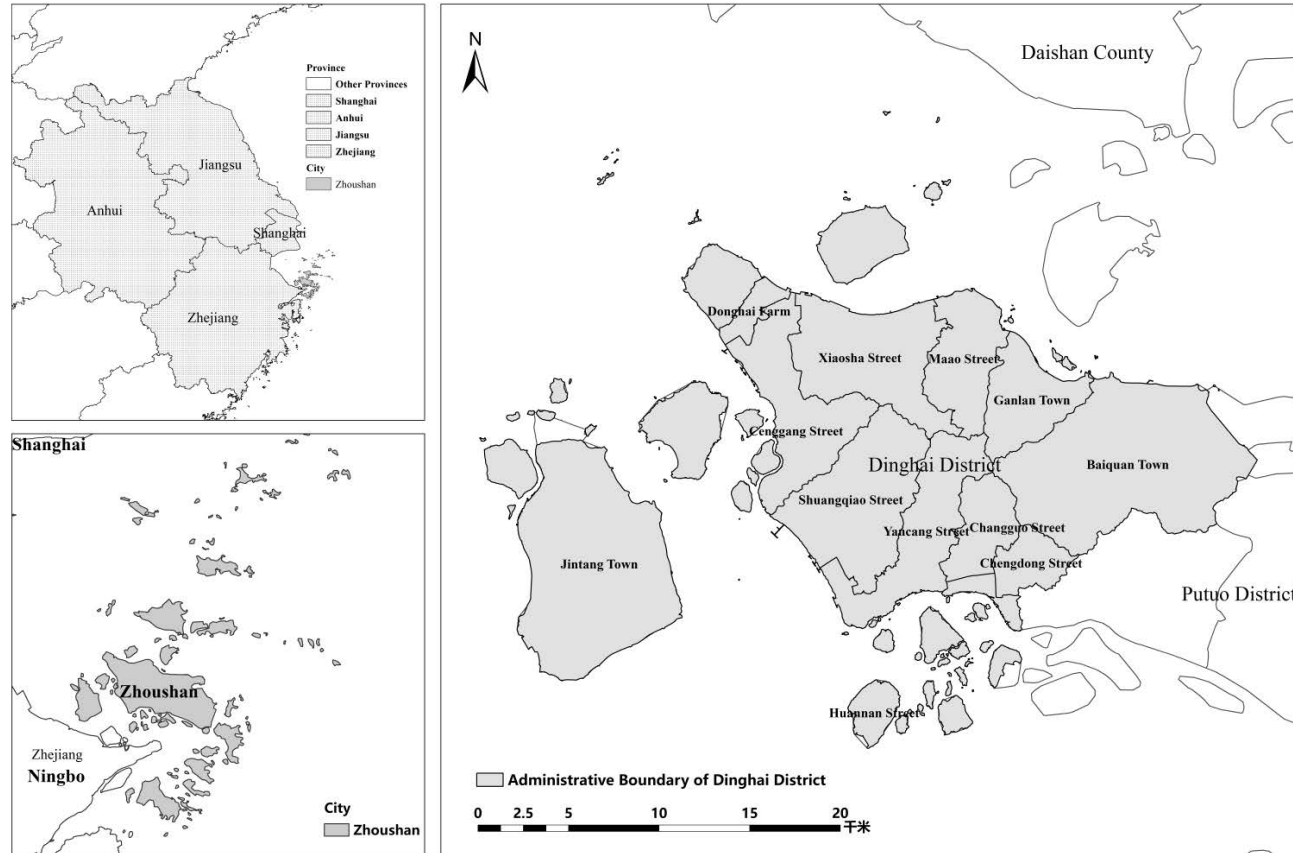 Province
Other Provinces
Shanghai
Anhui
Jiangsu
Zhejiang
City
Zhoushan
Jiangsu
Anhui
Shanghai
Zhejiang
Shanghai
Zhoushan
Zhejiang
Ningbo
City
Zhoushan
N
Daishan County
Donghai Farm
Xiaosha Street
Maao Street
Ganlan Town
Cenggang Street
Dinghai District
Baiquan Town
Shuangqiao Street
Yancang Street
Changguo Street
Jintang Town
Chengdong Street
Putuo District
Huannan Street
Administrative Boundary of Dinghai District
0 2.5 5 10 15 20 千米